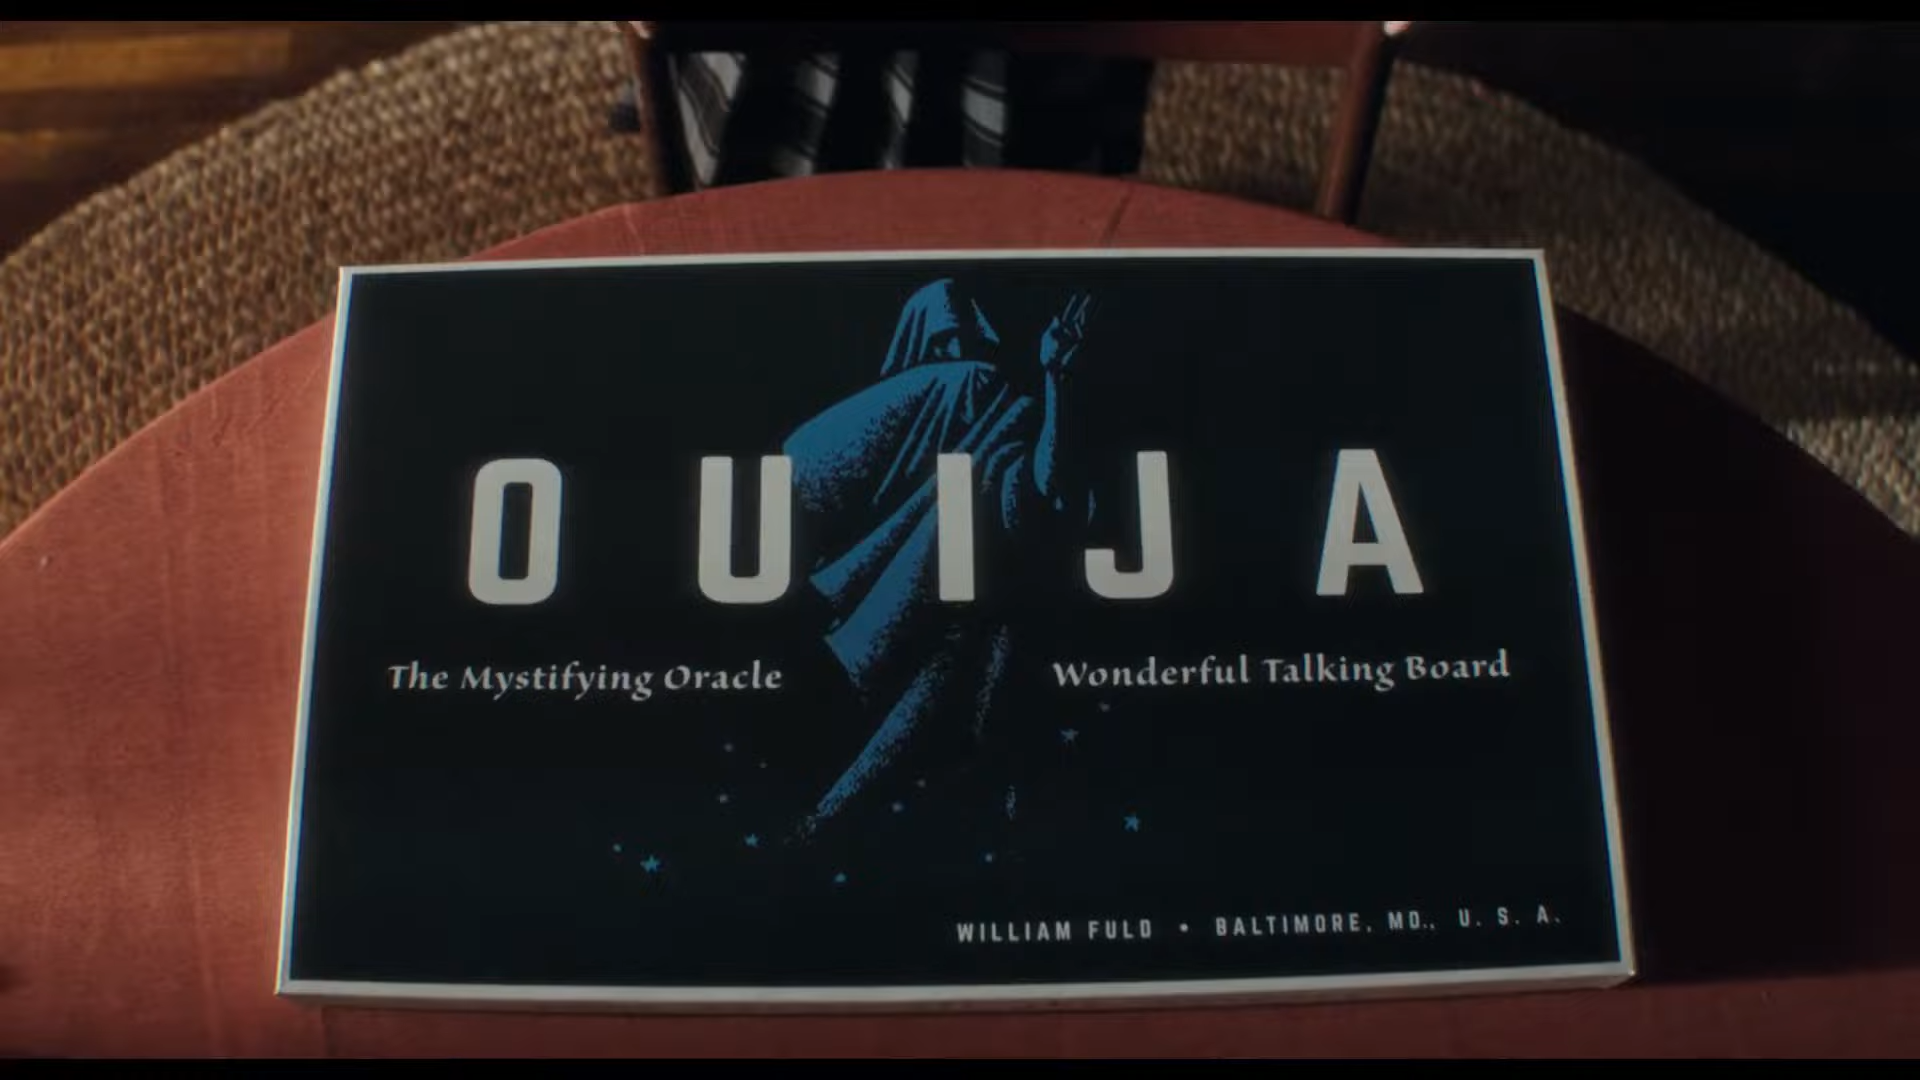 OUIJA
The Mystifying Oracle Wonderful Talking Board
WILLIAM FULD • BALTIMORE, MD., U. S. A.